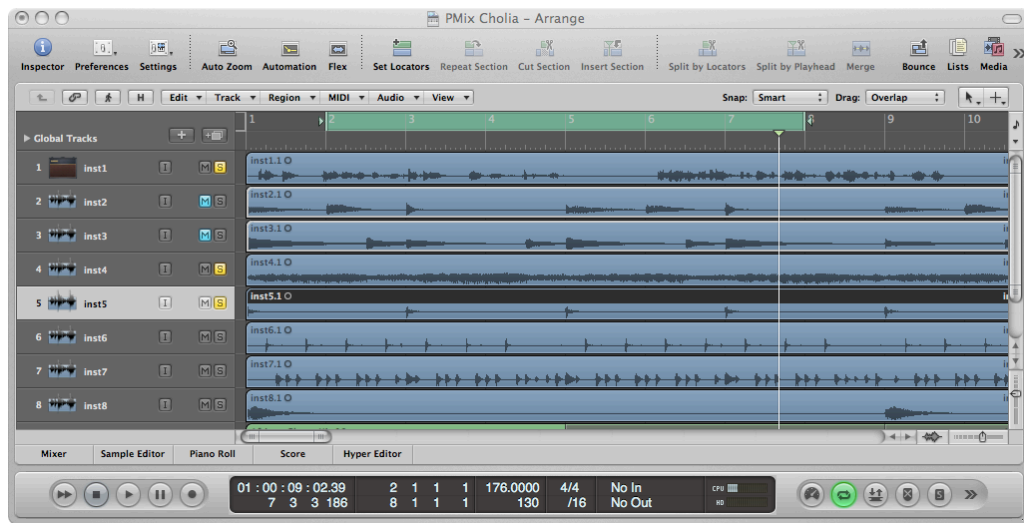 PMix Cholia – Arrange
Inspector Preferences Settings Auto Zoom Automation Flex Set Locators Repeat Section Cut Section Insert Section Split by Locators Split by Playhead Merge Bounce Lists Media
H Edit Track Region MIDI Audio View Snap: Smart Drag: Overlap
1 2 3 4 5 6 7 8 9 10
Global Tracks
1 inst1 I M S inst1.1
2 inst2 I M S inst2.1
3 inst3 I M S inst3.1
4 inst4 I M S inst4.1
5 inst5 I M S inst5.1
6 inst6 I M S inst6.1
7 inst7 I M S inst7.1
8 inst8 I M S inst8.1
Mixer Sample Editor Piano Roll Score Hyper Editor
01 : 00 : 09 : 02.39 2 1 1 1 176.0000 4/4 No In CPU
7 3 3 186 8 1 1 1 130 /16 No Out HD
S